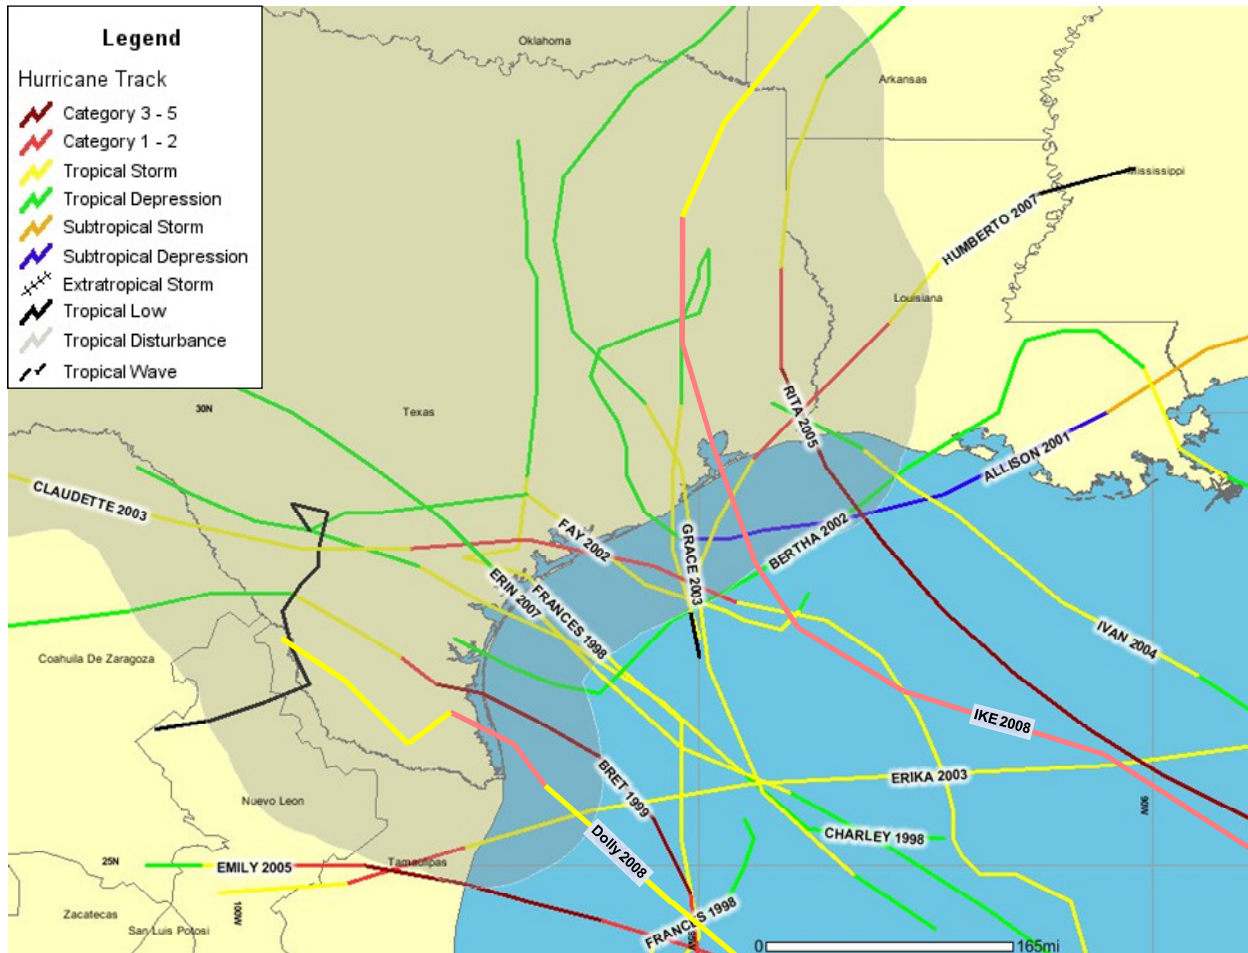 Legend
Hurricane Track
Category 3 - 5
Category 1 - 2
Tropical Storm
Tropical Depression
Subtropical Storm
Subtropical Depression
Extratropical Storm
Tropical Low
Tropical Disturbance
Tropical Wave
Oklahoma
Arkansas
Mississippi
HUMBERTO 2007
Louisiana
30N
Texas
RITA 2005
ALLISON 2001
CLAUDETTE 2003
FAY 2002
GRACE 2003
BERTHA 2002
ERIN 2007
FRANCES 1998
IVAN 2004
Coahuila De Zaragoza
IKE 2008
BRET 1999
ERIKA 2003
Nuevo Leon
90W
Dolly 2008
CHARLEY 1998
25N
EMILY 2005
Tamaulipas
Zacatecas
100W
San Luis Potosi
FRANCES 1998
95W
0
165mi